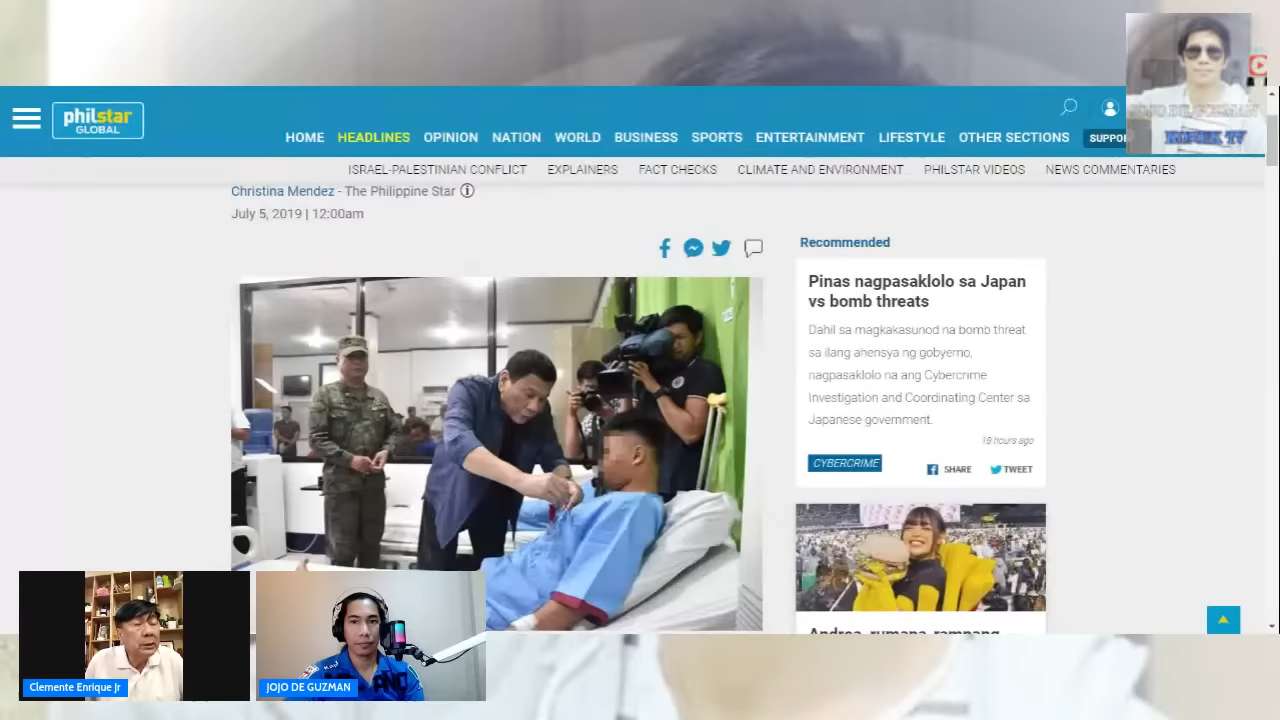 philstar
GLOBAL
HOME HEADLINES OPINION NATION WORLD BUSINESS SPORTS ENTERTAINMENT LIFESTYLE OTHER SECTIONS SUPPO
ISRAEL-PALESTINIAN CONFLICT EXPLAINERS FACT CHECKS CLIMATE AND ENVIRONMENT PHILSTAR VIDEOS NEWS COMMENTARIES
Christina Mendez - The Philippine Star
July 5, 2019 | 12:00am
Recommended
Pinas nagpasaklolo sa Japan
vs bomb threats
Dahil sa magkakasunod na bomb threat
sa ilang ahensya ng gobyerno,
nagpasaklolo na ang Cybercrime
Investigation and Coordinating Center sa
Japanese government.
18 hours ago
CYBERCRIME SHARE TWEET
Andrea, rumapa, rampang
Clemente Enrique Jr
JOJO DE GUZMAN